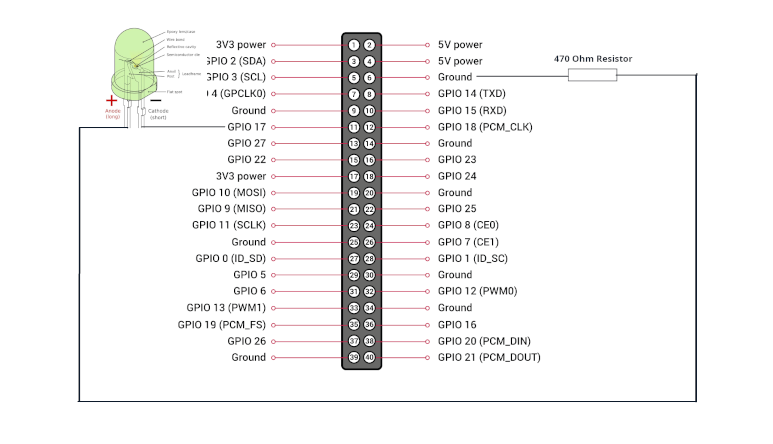 Epoxy lens/case
Wire bond
Reflective cavity
Semiconductor die
Anvil
Post
Leadframe
Flat spot
+
−
Anode
(long)
Cathode
(short)
470 Ohm Resistor
3V3 power 1 2 5V power
GPIO 2 (SDA) 3 4 5V power
GPIO 3 (SCL) 5 6 Ground
4 (GPCLK0) 7 8 GPIO 14 (TXD)
Ground 9 10 GPIO 15 (RXD)
GPIO 17 11 12 GPIO 18 (PCM_CLK)
GPIO 27 13 14 Ground
GPIO 22 15 16 GPIO 23
3V3 power 17 18 GPIO 24
GPIO 10 (MOSI) 19 20 Ground
GPIO 9 (MISO) 21 22 GPIO 25
GPIO 11 (SCLK) 23 24 GPIO 8 (CE0)
Ground 25 26 GPIO 7 (CE1)
GPIO 0 (ID_SD) 27 28 GPIO 1 (ID_SC)
GPIO 5 29 30 Ground
GPIO 6 31 32 GPIO 12 (PWM0)
GPIO 13 (PWM1) 33 34 Ground
GPIO 19 (PCM_FS) 35 36 GPIO 16
GPIO 26 37 38 GPIO 20 (PCM_DIN)
Ground 39 40 GPIO 21 (PCM_DOUT)